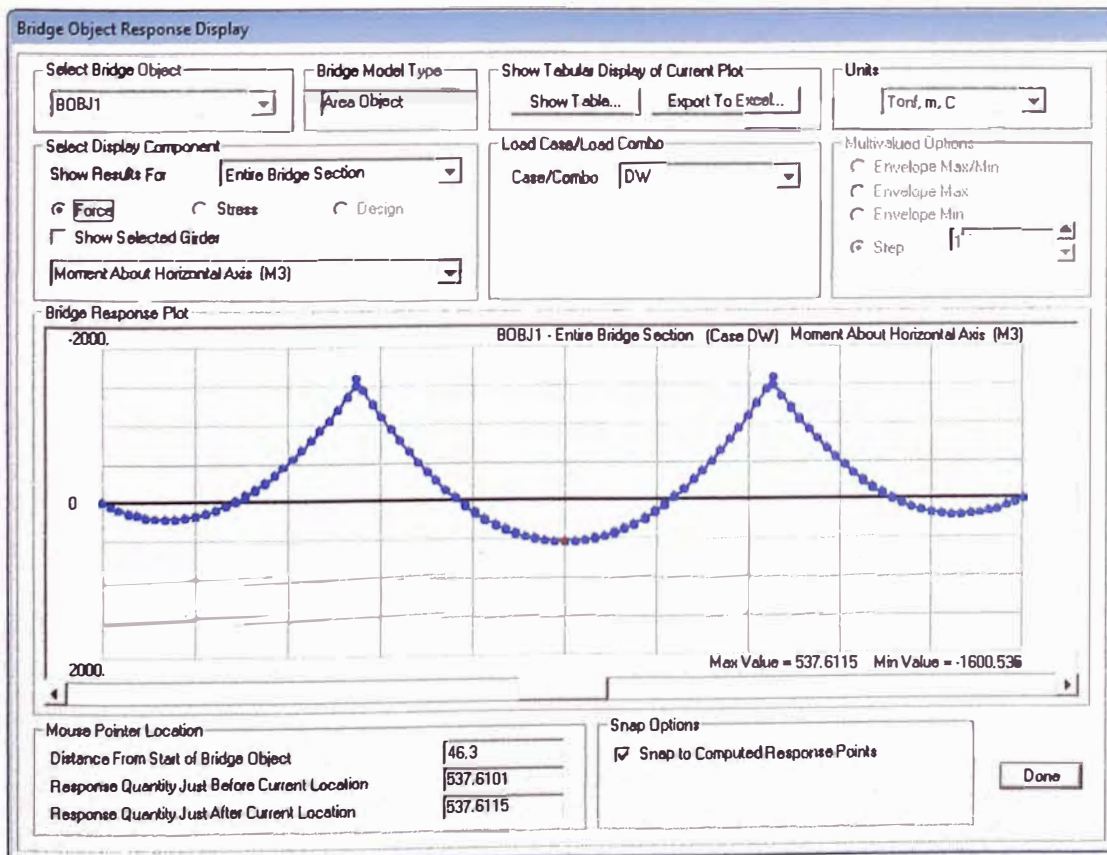 Bridge Object Response Display
Select Bridge Object
BOBJ1
Bridge Model Type
Area Object
Show Tabular Display of Current Plot
Show Table...
Export To Excel...
Units
Tonf, m, C
Select Display Component
Show Results For
Entire Bridge Section
Force
Stress
Design
Show Selected Girder
Moment About Horizontal Axis (M3)
Load Case/Load Combo
Case/Combo
DW
Multivalued Options
Envelope Max/Min
Envelope Max
Envelope Min
Step
1
Bridge Response Plot
-2000.
BOBJ1 - Entire Bridge Section (Case DW) Moment About Horizontal Axis (M3)
0
2000.
Max Value = 537.6115 Min Value = -1600.536
Mouse Pointer Location
Distance From Start of Bridge Object
46.3
Response Quantity Just Before Current Location
537.6101
Response Quantity Just After Current Location
537.6115
Snap Options
Snap to Computed Response Points
Done